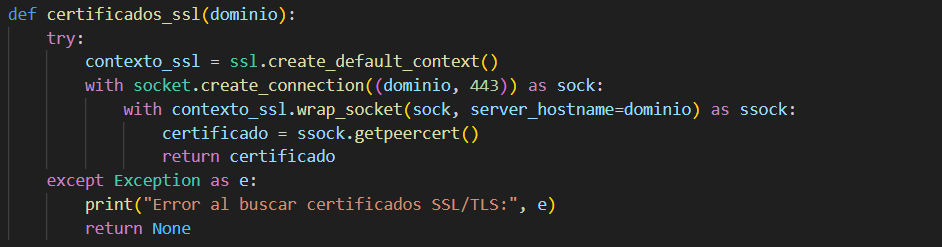 def certificados_ssl(dominio):
    try:
        contexto_ssl = ssl.create_default_context()
        with socket.create_connection((dominio, 443)) as sock:
            with contexto_ssl.wrap_socket(sock, server_hostname=dominio) as ssock:
                certificado = ssock.getpeercert()
                return certificado
    except Exception as e:
        print("Error al buscar certificados SSL/TLS:", e)
        return None